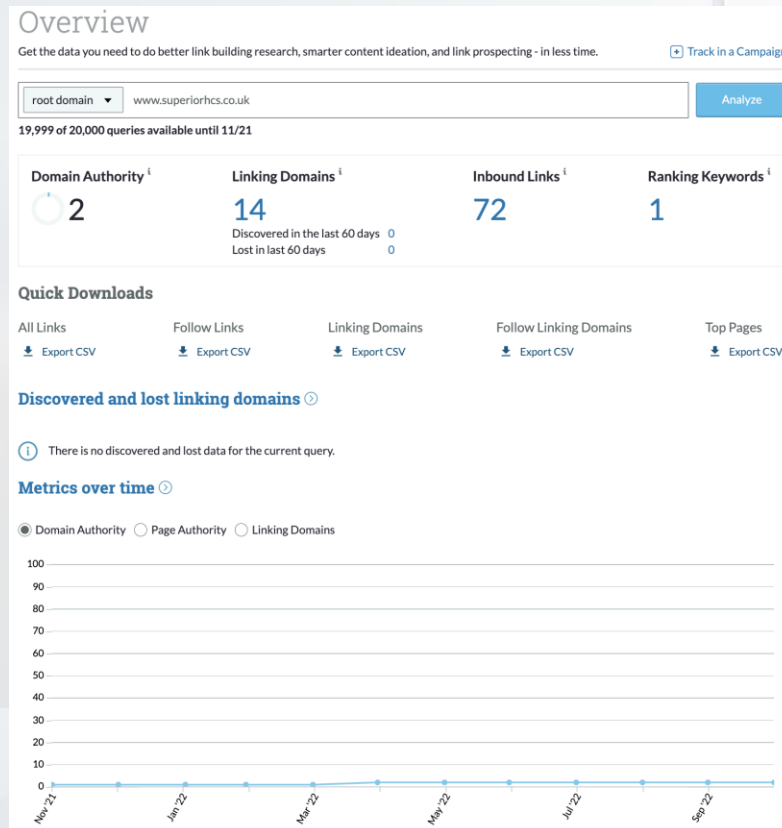 Overview
Get the data you need to do better link building research, smarter content ideation, and link prospecting - in less time.
Track in a Campaign
root domain www.superiorhcs.co.uk Analyze
19,999 of 20,000 queries available until 11/21
Domain Authority i Linking Domains i Inbound Links i Ranking Keywords i
2 14 72 1
Discovered in the last 60 days 0
Lost in last 60 days 0
Quick Downloads
All Links Follow Links Linking Domains Follow Linking Domains Top Pages
Export CSV Export CSV Export CSV Export CSV Export CSV
Discovered and lost linking domains
i There is no discovered and lost data for the current query.
Metrics over time
Domain Authority Page Authority Linking Domains
100
90
80
70
60
50
40
30
20
10
0
Nov '21 Jan '22 Mar '22 May '22 Jul '22 Sep '22